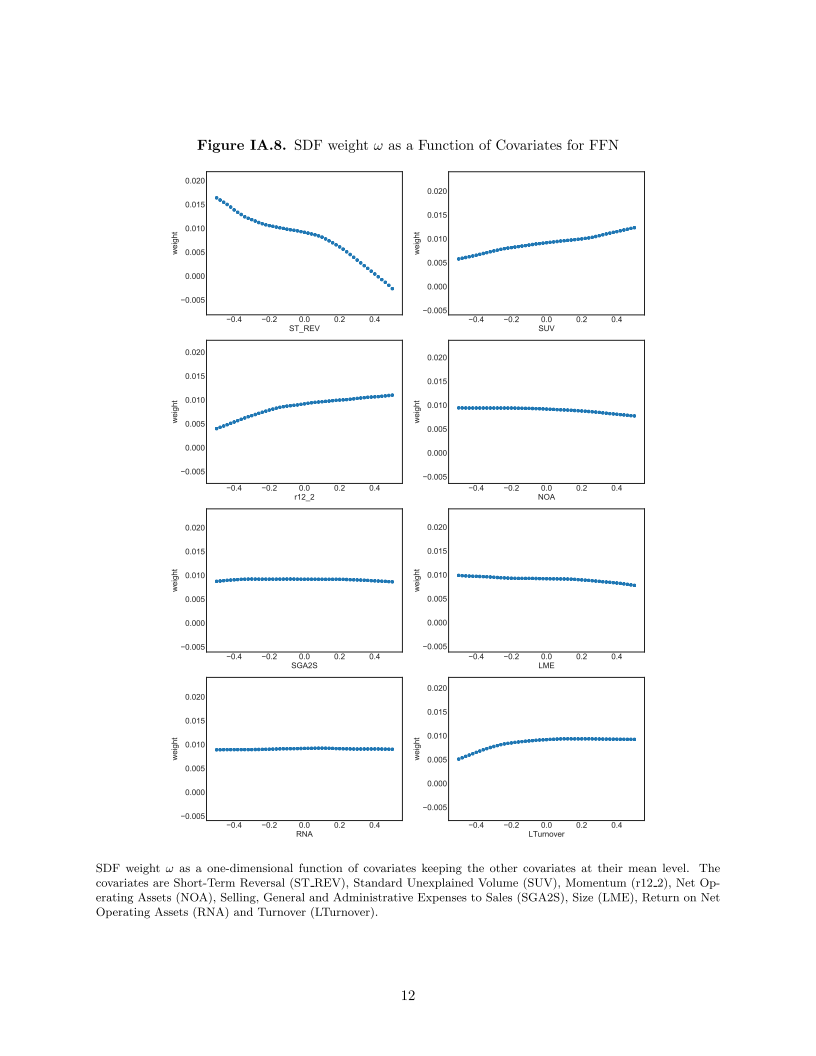 Figure IA.8. SDF weight ω as a Function of Covariates for FFN
0.020
0.015
0.010
0.005
0.000
−0.005
weight
−0.4 −0.2 0.0 0.2 0.4
ST_REV
0.020
0.015
0.010
0.005
0.000
−0.005
weight
−0.4 −0.2 0.0 0.2 0.4
SUV
0.020
0.015
0.010
0.005
0.000
−0.005
weight
−0.4 −0.2 0.0 0.2 0.4
r12_2
0.020
0.015
0.010
0.005
0.000
−0.005
weight
−0.4 −0.2 0.0 0.2 0.4
NOA
0.020
0.015
0.010
0.005
0.000
−0.005
weight
−0.4 −0.2 0.0 0.2 0.4
SGA2S
0.020
0.015
0.010
0.005
0.000
−0.005
weight
−0.4 −0.2 0.0 0.2 0.4
LME
0.020
0.015
0.010
0.005
0.000
−0.005
weight
−0.4 −0.2 0.0 0.2 0.4
RNA
0.020
0.015
0.010
0.005
0.000
−0.005
weight
−0.4 −0.2 0.0 0.2 0.4
LTurnover
SDF weight ω as a one-dimensional function of covariates keeping the other covariates at their mean level. The
covariates are Short-Term Reversal (ST_REV), Standard Unexplained Volume (SUV), Momentum (r12_2), Net Op-
erating Assets (NOA), Selling, General and Administrative Expenses to Sales (SGA2S), Size (LME), Return on Net
Operating Assets (RNA) and Turnover (LTurnover).
12